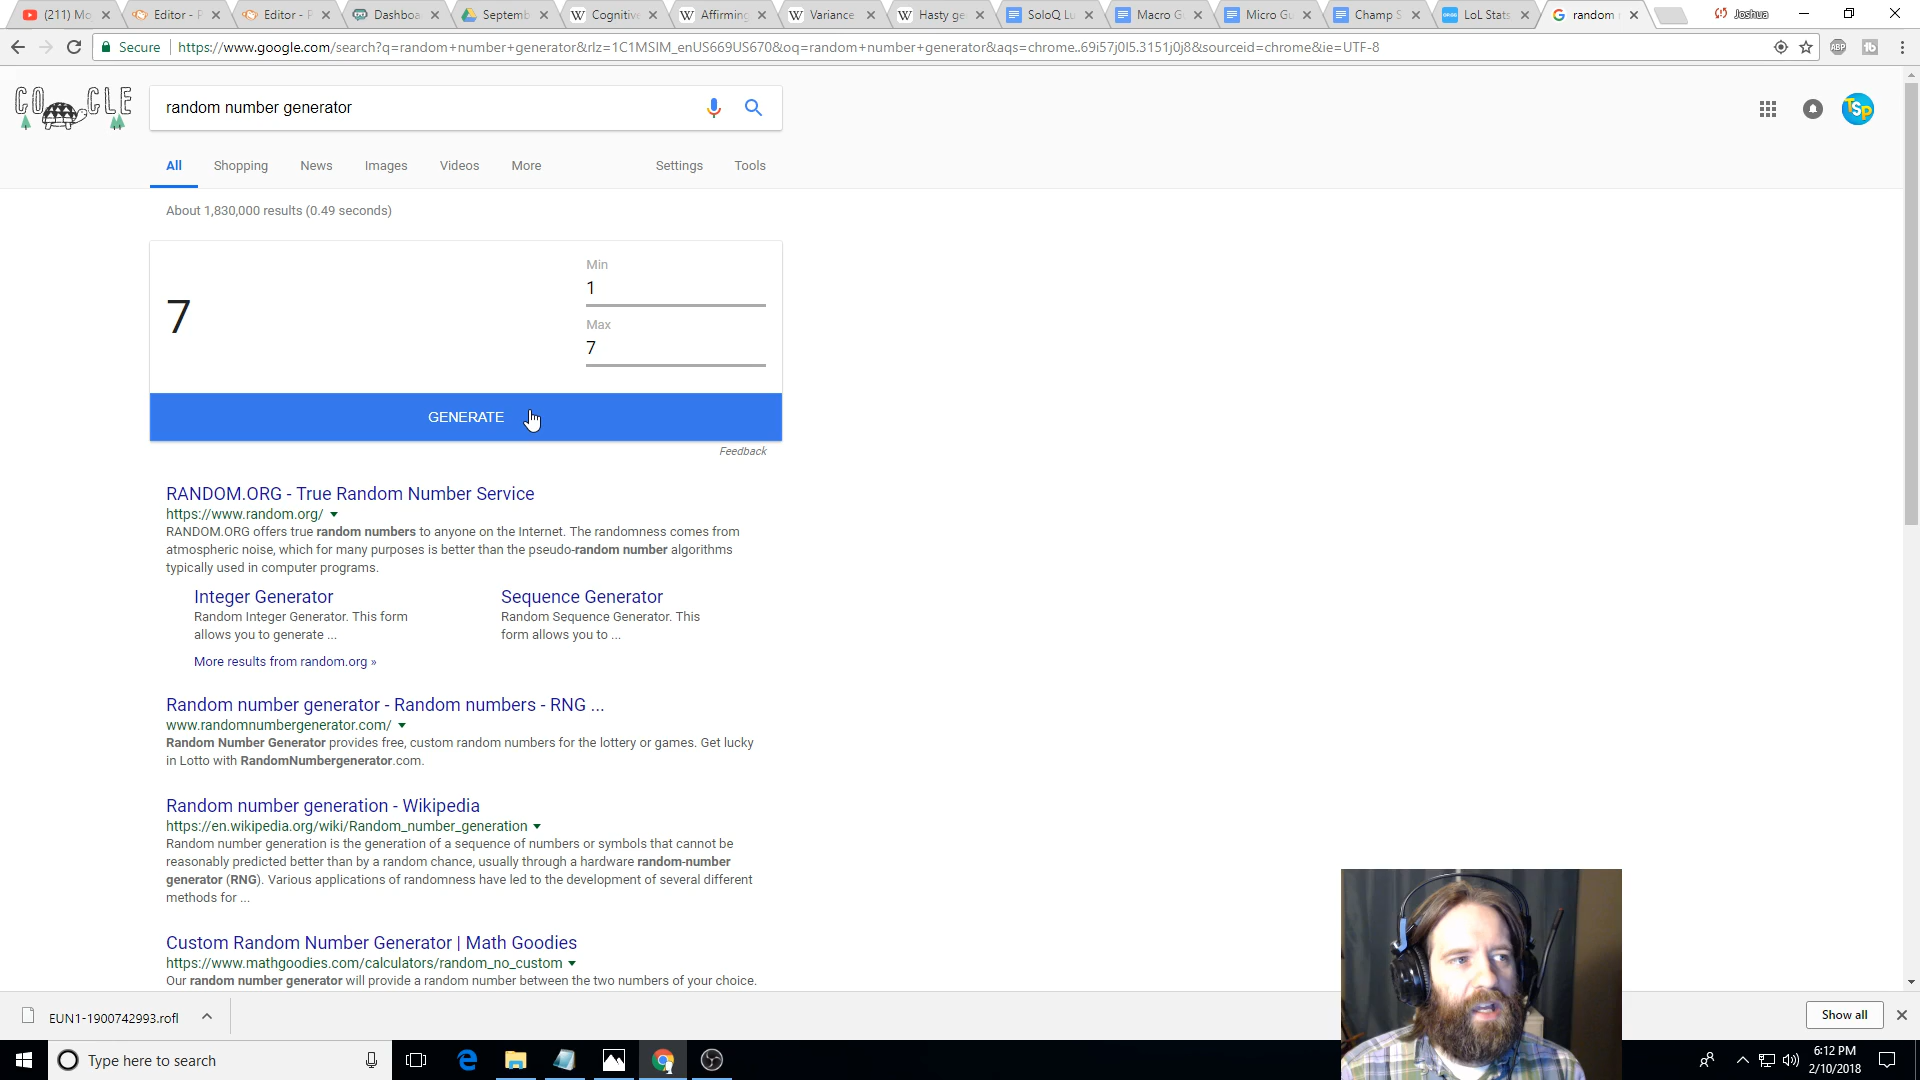 (211) Mo
Editor - P
Editor - P
Dashboa
Septemb
Cognitive
Affirming
Variance
Hasty ge
SoloQ Lu
Macro G
Micro Gu
Champ S
LoL Stats
random
Joshua
Secure
https://www.google.com/search?q=random+number+generator&rlz=1C1MSIM_enUS669US670&oq=random+number+generator&aqs=chrome..69i57j0l5.3151j0j8&sourceid=chrome&ie=UTF-8
ABP
random number generator
TSP
All Shopping News Images Videos More Settings Tools
About 1,830,000 results (0.49 seconds)
7
Min
1
Max
7
GENERATE
Feedback
RANDOM.ORG - True Random Number Service
https://www.random.org/
RANDOM.ORG offers true random numbers to anyone on the Internet. The randomness comes from
atmospheric noise, which for many purposes is better than the pseudo-random number algorithms
typically used in computer programs.
Integer Generator
Random Integer Generator. This form
allows you to generate ...
Sequence Generator
Random Sequence Generator. This
form allows you to ...
More results from random.org »
Random number generator - Random numbers - RNG ...
www.randomnumbergenerator.com/
Random Number Generator provides free, custom random numbers for the lottery or games. Get lucky
in Lotto with RandomNumbergenerator.com.
Random number generation - Wikipedia
https://en.wikipedia.org/wiki/Random_number_generation
Random number generation is the generation of a sequence of numbers or symbols that cannot be
reasonably predicted better than by a random chance, usually through a hardware random-number
generator (RNG). Various applications of randomness have led to the development of several different
methods for ...
Custom Random Number Generator | Math Goodies
https://www.mathgoodies.com/calculators/random_no_custom
Our random number generator will provide a random number between the two numbers of your choice.
EUN1-1900742993.rofl
Show all
Type here to search
6:12 PM
2/10/2018